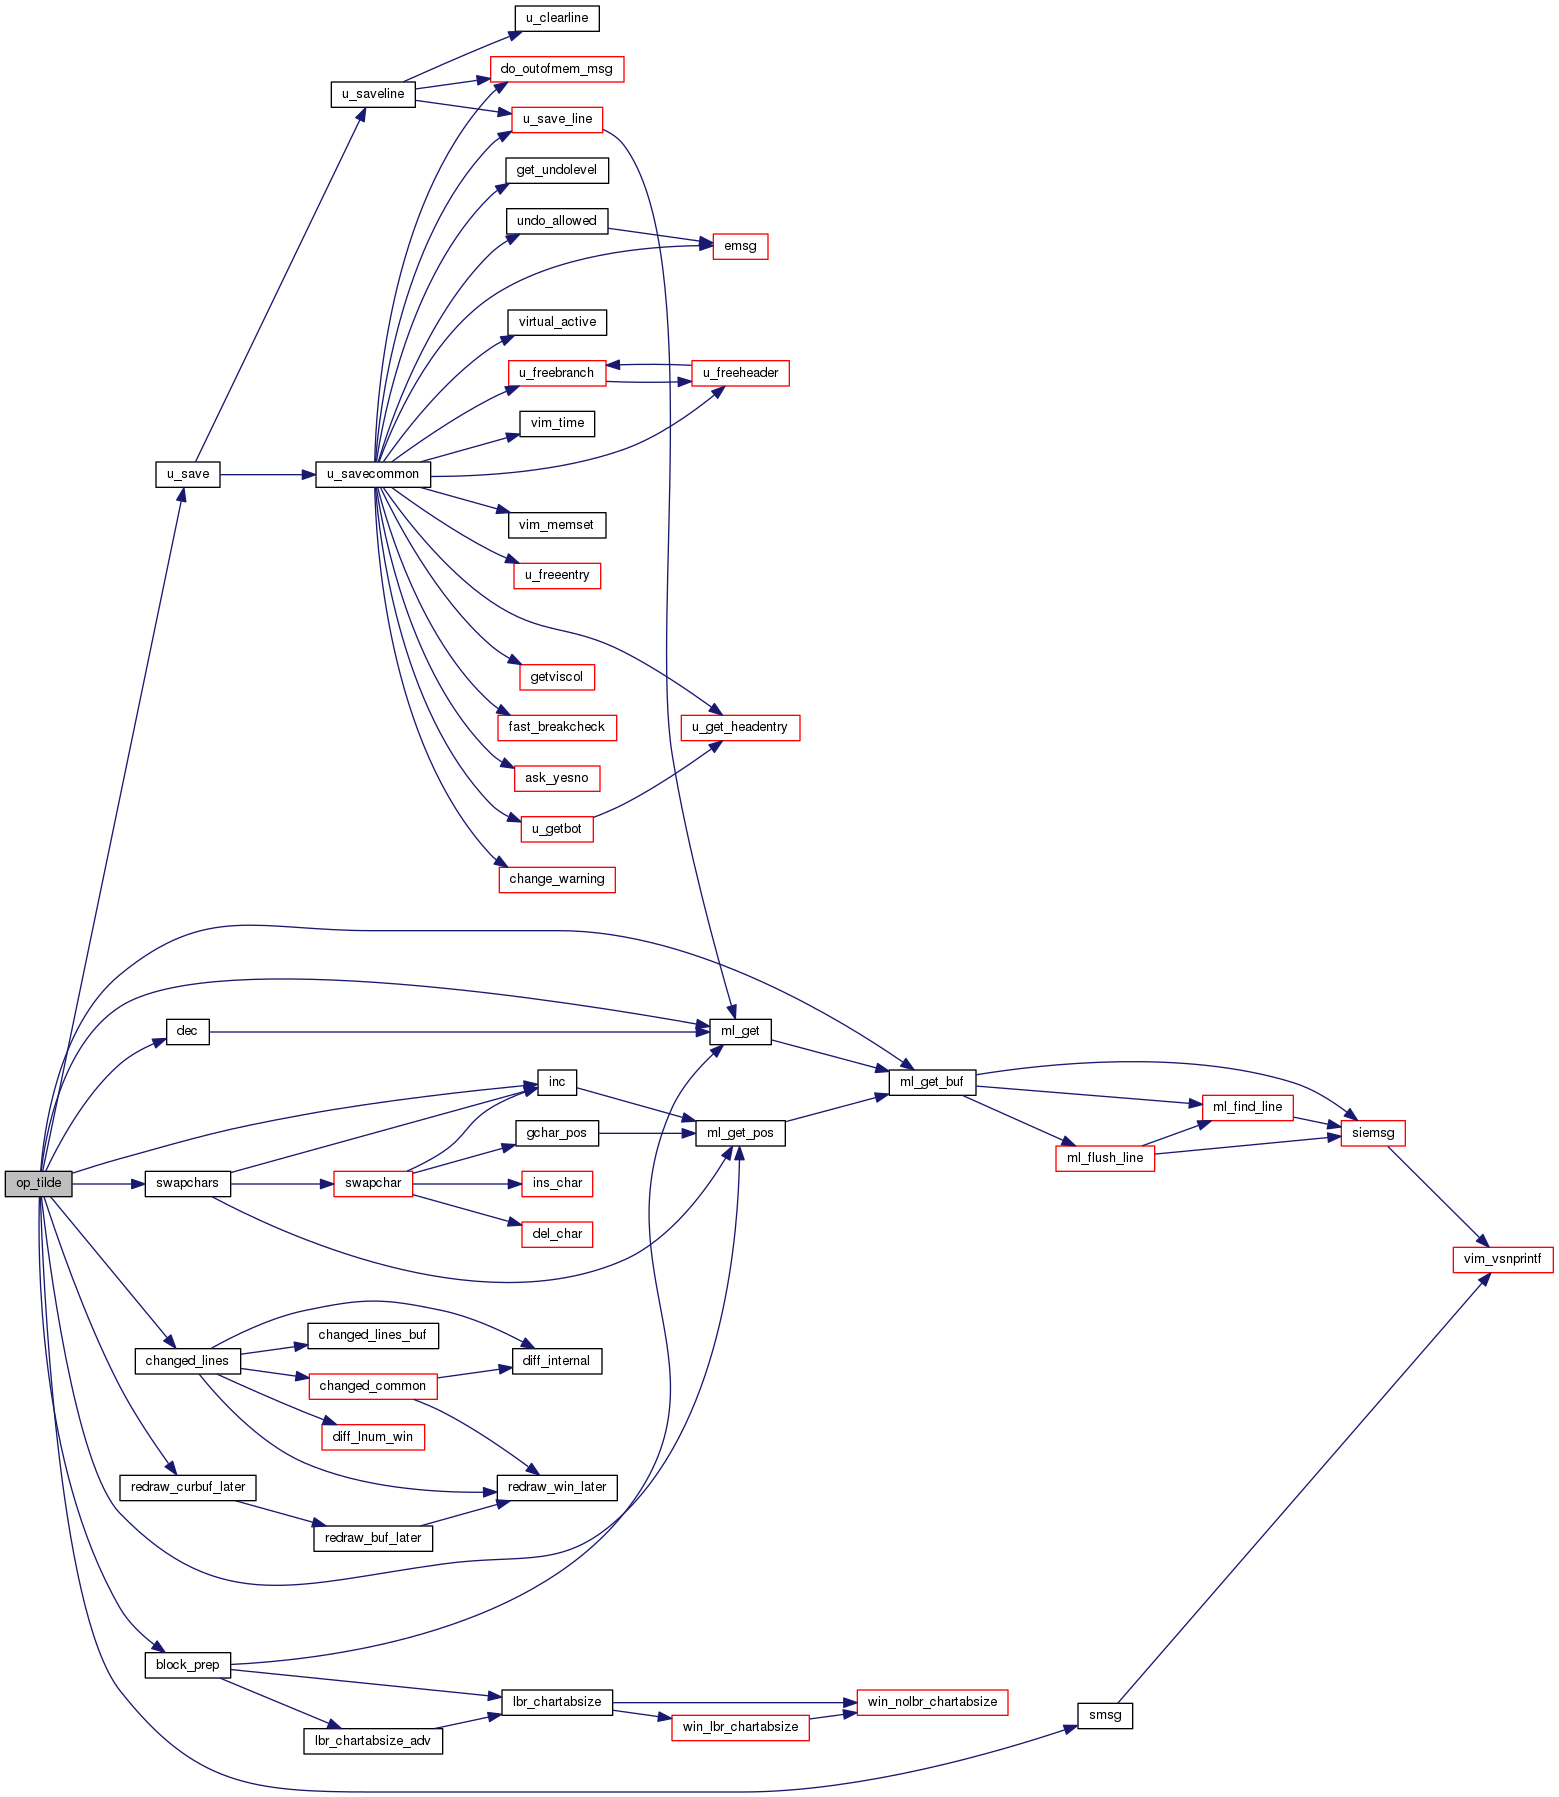 u_clearline
do_outofmem_msg
u_saveline
u_save_line
get_undolevel
undo_allowed
emsg
virtual_active
u_freebranch
u_freeheader
vim_time
u_save
u_savecommon
vim_memset
u_freeentry
getviscol
fast_breakcheck
u_get_headentry
ask_yesno
u_getbot
change_warning
dec
ml_get
inc
ml_get_buf
ml_find_line
gchar_pos
ml_get_pos
siemsg
ml_flush_line
op_tilde
swapchars
swapchar
ins_char
del_char
vim_vsnprintf
changed_lines_buf
changed_lines
diff_internal
changed_common
diff_lnum_win
redraw_curbuf_later
redraw_win_later
redraw_buf_later
block_prep
lbr_chartabsize
win_nolbr_chartabsize
smsg
win_lbr_chartabsize
lbr_chartabsize_adv